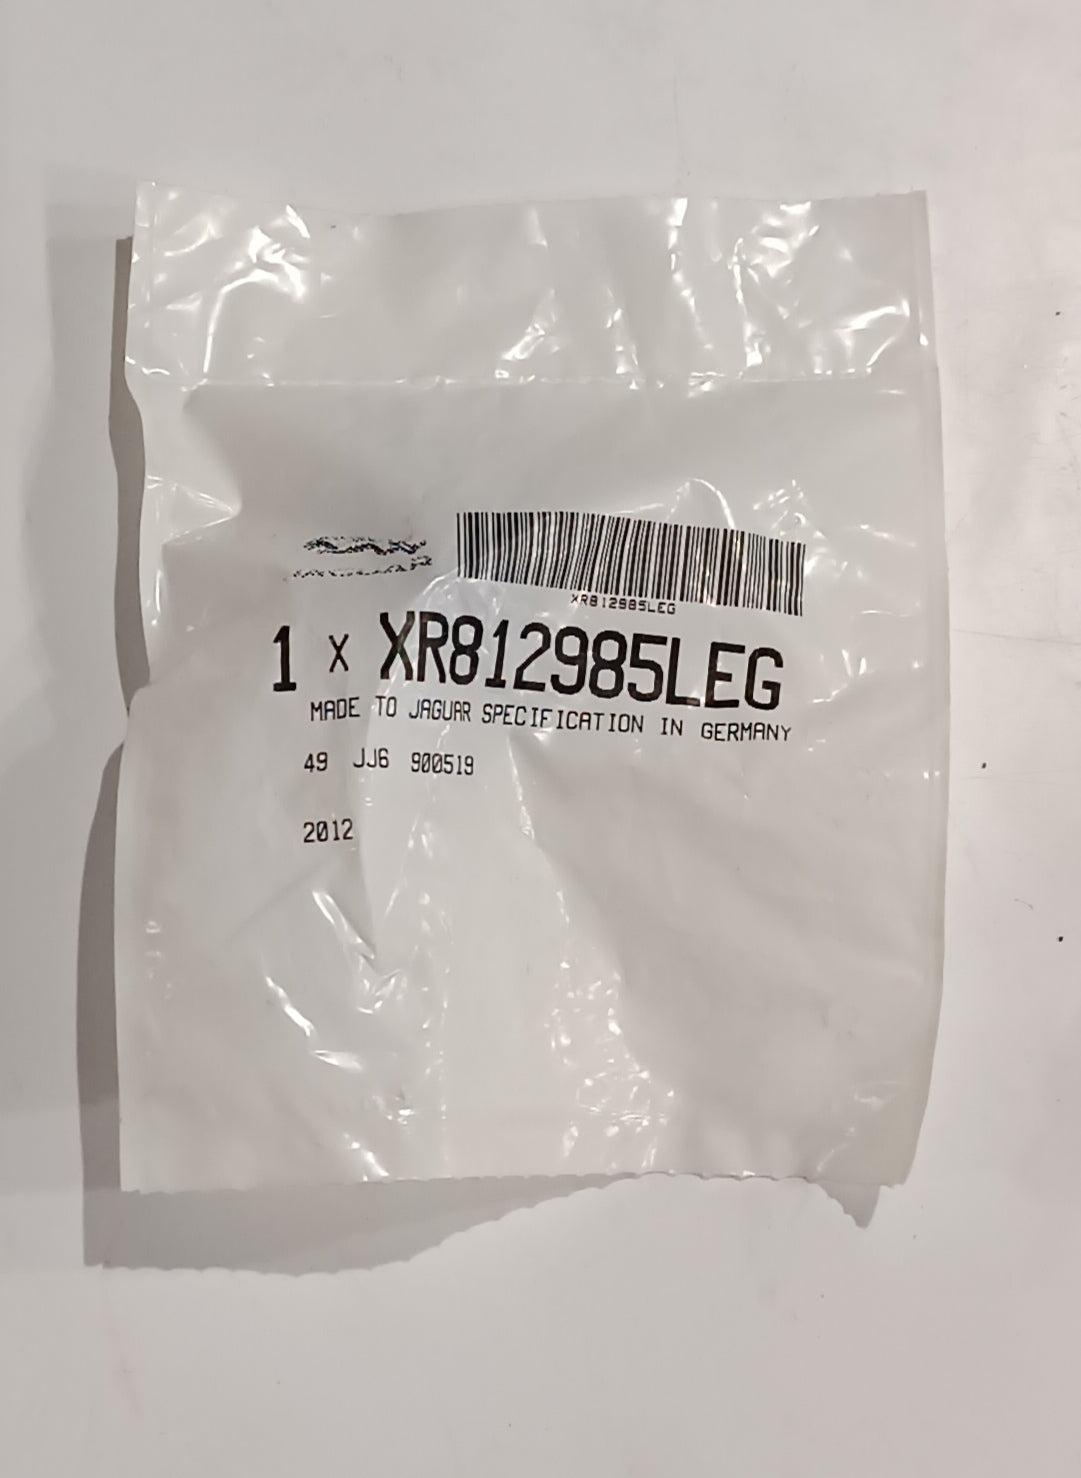 XR812985LEG
1 x XR812985LEG
MADE TO JAGUAR SPECIFICATION IN GERMANY
49 JJ6 900519
2012